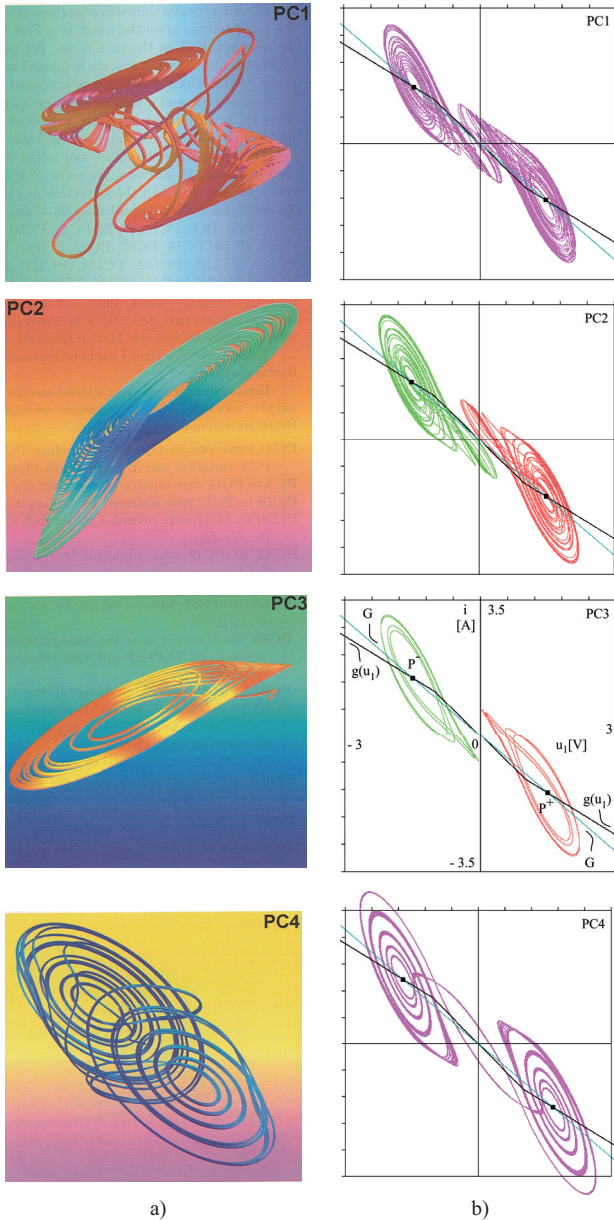 PC1
PC1
PC2
PC2
PC3
PC3
i
[A]
3.5
G
g(u1)
P-
- 3
0
u1[V]
3
P+
g(u1)
G
- 3.5
PC4
PC4
a)
b)